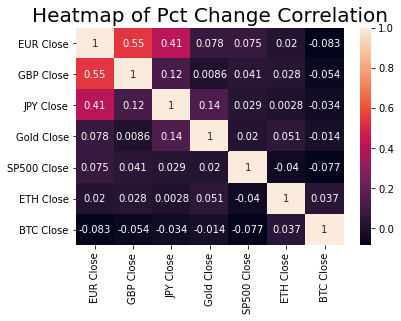 Heatmap of Pct Change Correlation
EUR Close 1 0.55 0.41 0.078 0.075 0.02 -0.083
GBP Close 0.55 1 0.12 0.0086 0.041 0.028 -0.054
JPY Close 0.41 0.12 1 0.14 0.029 0.0028 -0.034
Gold Close 0.078 0.0086 0.14 1 0.02 0.051 -0.014
SP500 Close 0.075 0.041 0.029 0.02 1 -0.04 -0.077
ETH Close 0.02 0.028 0.0028 0.051 -0.04 1 0.037
BTC Close -0.083 -0.054 -0.034 -0.014 -0.077 0.037 1
EUR Close
GBP Close
JPY Close
Gold Close
SP500 Close
ETH Close
BTC Close
1.0
0.8
0.6
0.4
0.2
0.0